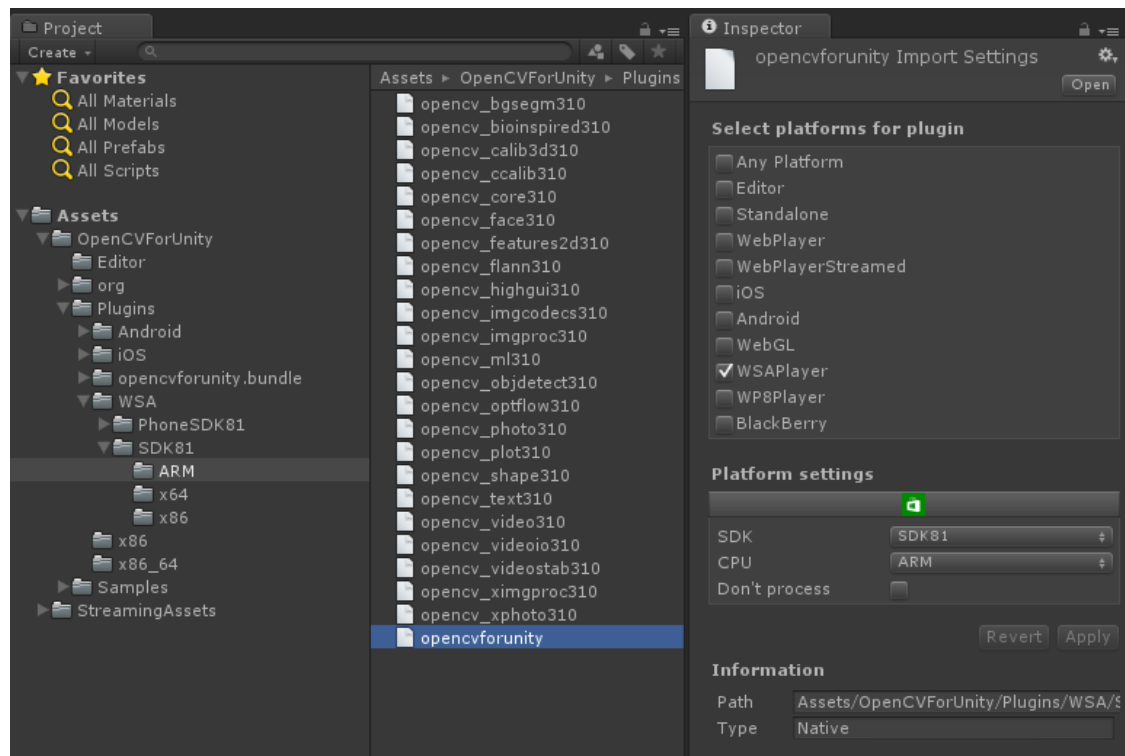 Project
Create
Favorites
All Materials
All Models
All Prefabs
All Scripts
Assets
OpenCVForUnity
Editor
org
Plugins
Android
iOS
opencvforunity.bundle
WSA
PhoneSDK81
SDK81
ARM
x64
x86
x86
x86_64
Samples
StreamingAssets
Assets ▸ OpenCVForUnity ▸ Plugins
opencv_bgsegm310
opencv_bioinspired310
opencv_calib3d310
opencv_ccalib310
opencv_core310
opencv_face310
opencv_features2d310
opencv_flann310
opencv_highgui310
opencv_imgcodecs310
opencv_imgproc310
opencv_ml310
opencv_objdetect310
opencv_optflow310
opencv_photo310
opencv_plot310
opencv_shape310
opencv_text310
opencv_video310
opencv_videoio310
opencv_videostab310
opencv_ximgproc310
opencv_xphoto310
opencvforunity
Inspector
opencvforunity Import Settings
Open
Select platforms for plugin
Any Platform
Editor
Standalone
WebPlayer
WebPlayerStreamed
iOS
Android
WebGL
WSAPlayer
WP8Player
BlackBerry
Platform settings
SDK SDK81
CPU ARM
Don't process
Revert Apply
Information
Path Assets/OpenCVForUnity/Plugins/WSA/S
Type Native